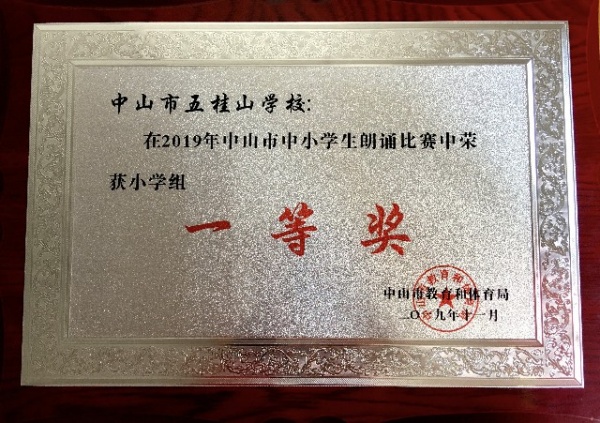 中山市五桂山学校:
在2019年中山市中小学生朗诵比赛中荣
获小学组
一等奖
中山市教育和体育局
二〇一九年十一月